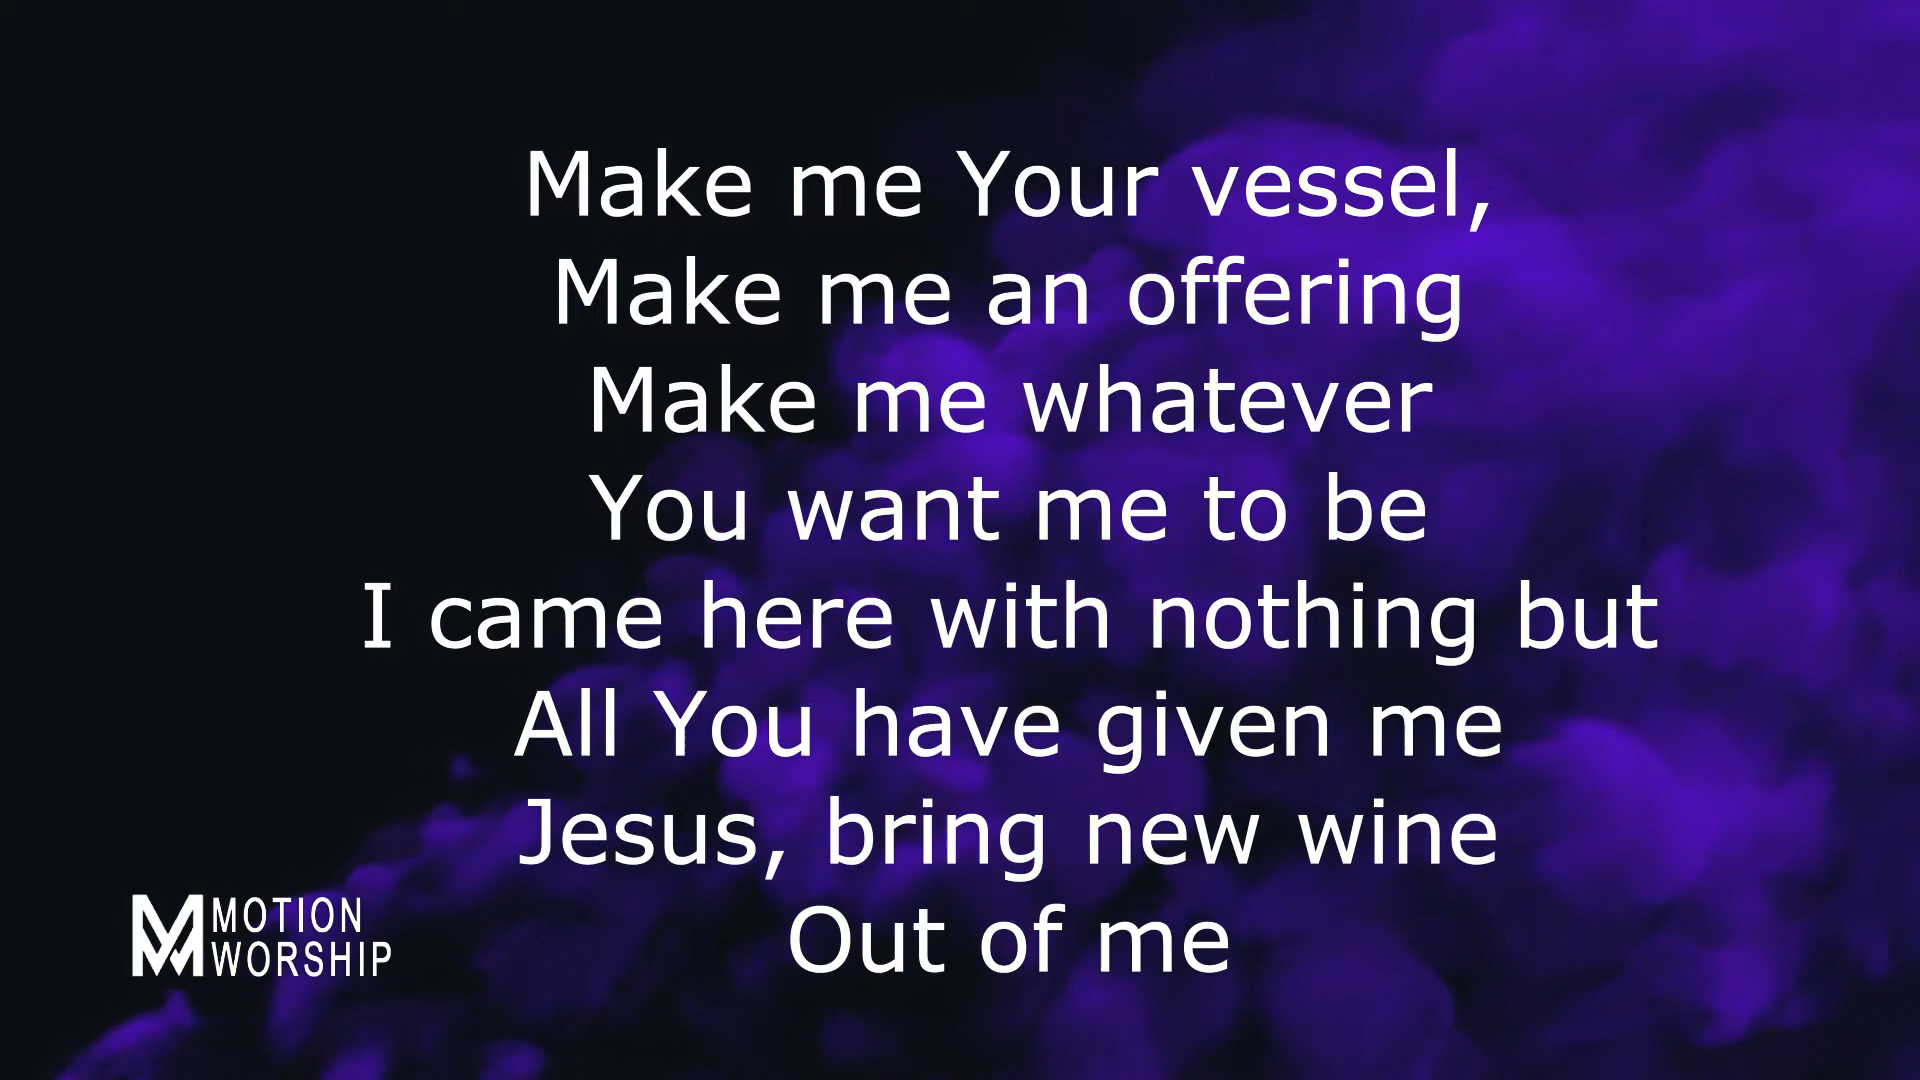 Make me Your vessel,
Make me an offering
Make me whatever
You want me to be
I came here with nothing but
All You have given me
Jesus, bring new wine
Out of me
MOTION
WORSHIP